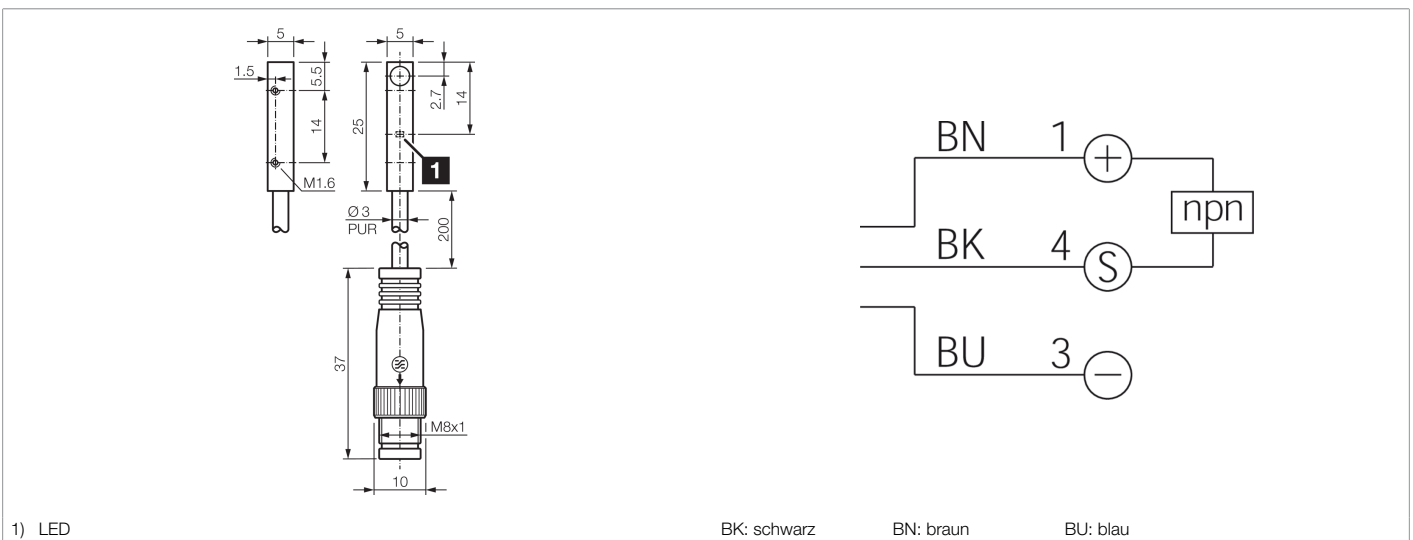 5
5
1.5
5.5
2.7
14
14
25
1
M1.6
Ø 3
PUR
200
37
M8x1
10
BN 1 +
npn
BK 4 S
BU 3 −
1) LED
BK: schwarz BN: braun BU: blau